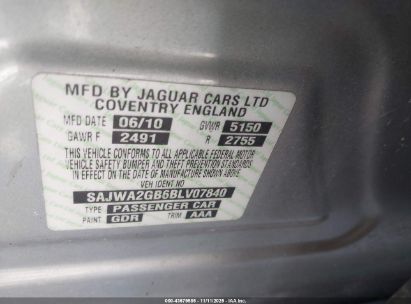 MFD BY JAGUAR CARS LTD
COVENTRY ENGLAND
MFD DATE 06/10 GVWR 5150
GAWR F 2491 R 2755
THIS VEHICLE CONFORMS TO ALL APPLICABLE FEDERAL MOTOR
VEHICLE SAFETY BUMPER AND THEFT PREVENTION STANDARDS
IN EFFECT ON THE DATE OF MANUFACTURE SHOWN ABOVE
VEH IDENT NO
SAJWA2GB6BLV07840
TYPE PASSENGER CAR
PAINT GDR TRIM AAA